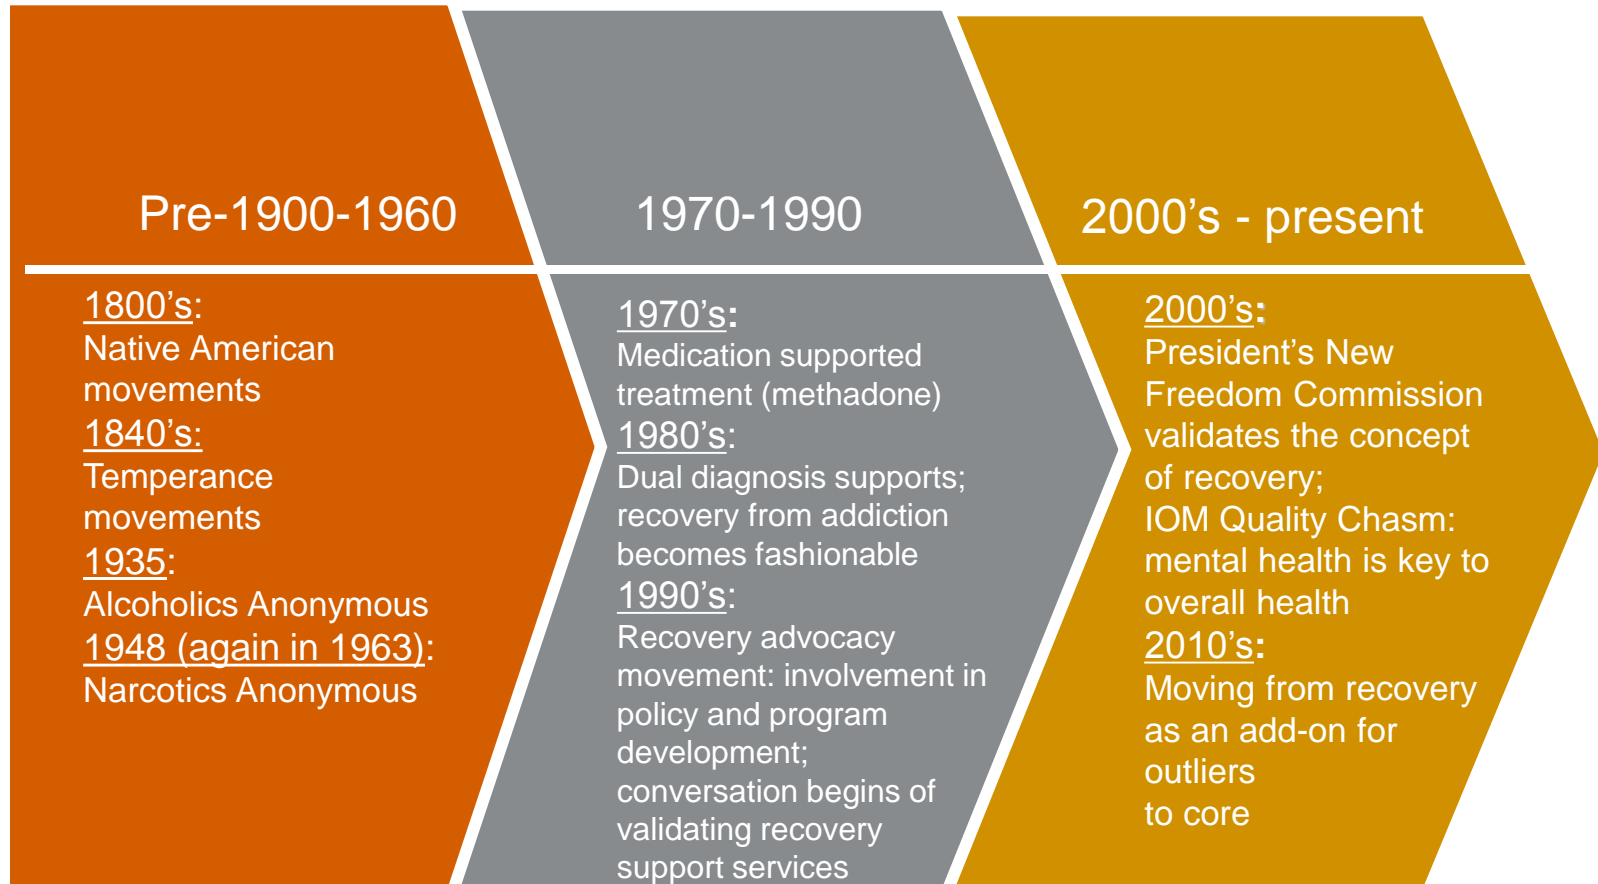 Pre-1900-1960
1800’s:
Native American
movements
1840’s:
Temperance
movements
1935:
Alcoholics Anonymous
1948 (again in 1963):
Narcotics Anonymous
1970-1990
1970’s:
Medication supported
treatment (methadone)
1980’s:
Dual diagnosis supports;
recovery from addiction
becomes fashionable
1990’s:
Recovery advocacy
movement: involvement in
policy and program
development;
conversation begins of
validating recovery
support services
2000’s - present
2000’s:
President’s New
Freedom Commission
validates the concept
of recovery;
IOM Quality Chasm:
mental health is key to
overall health
2010’s:
Moving from recovery
as an add-on for
outliers
to core